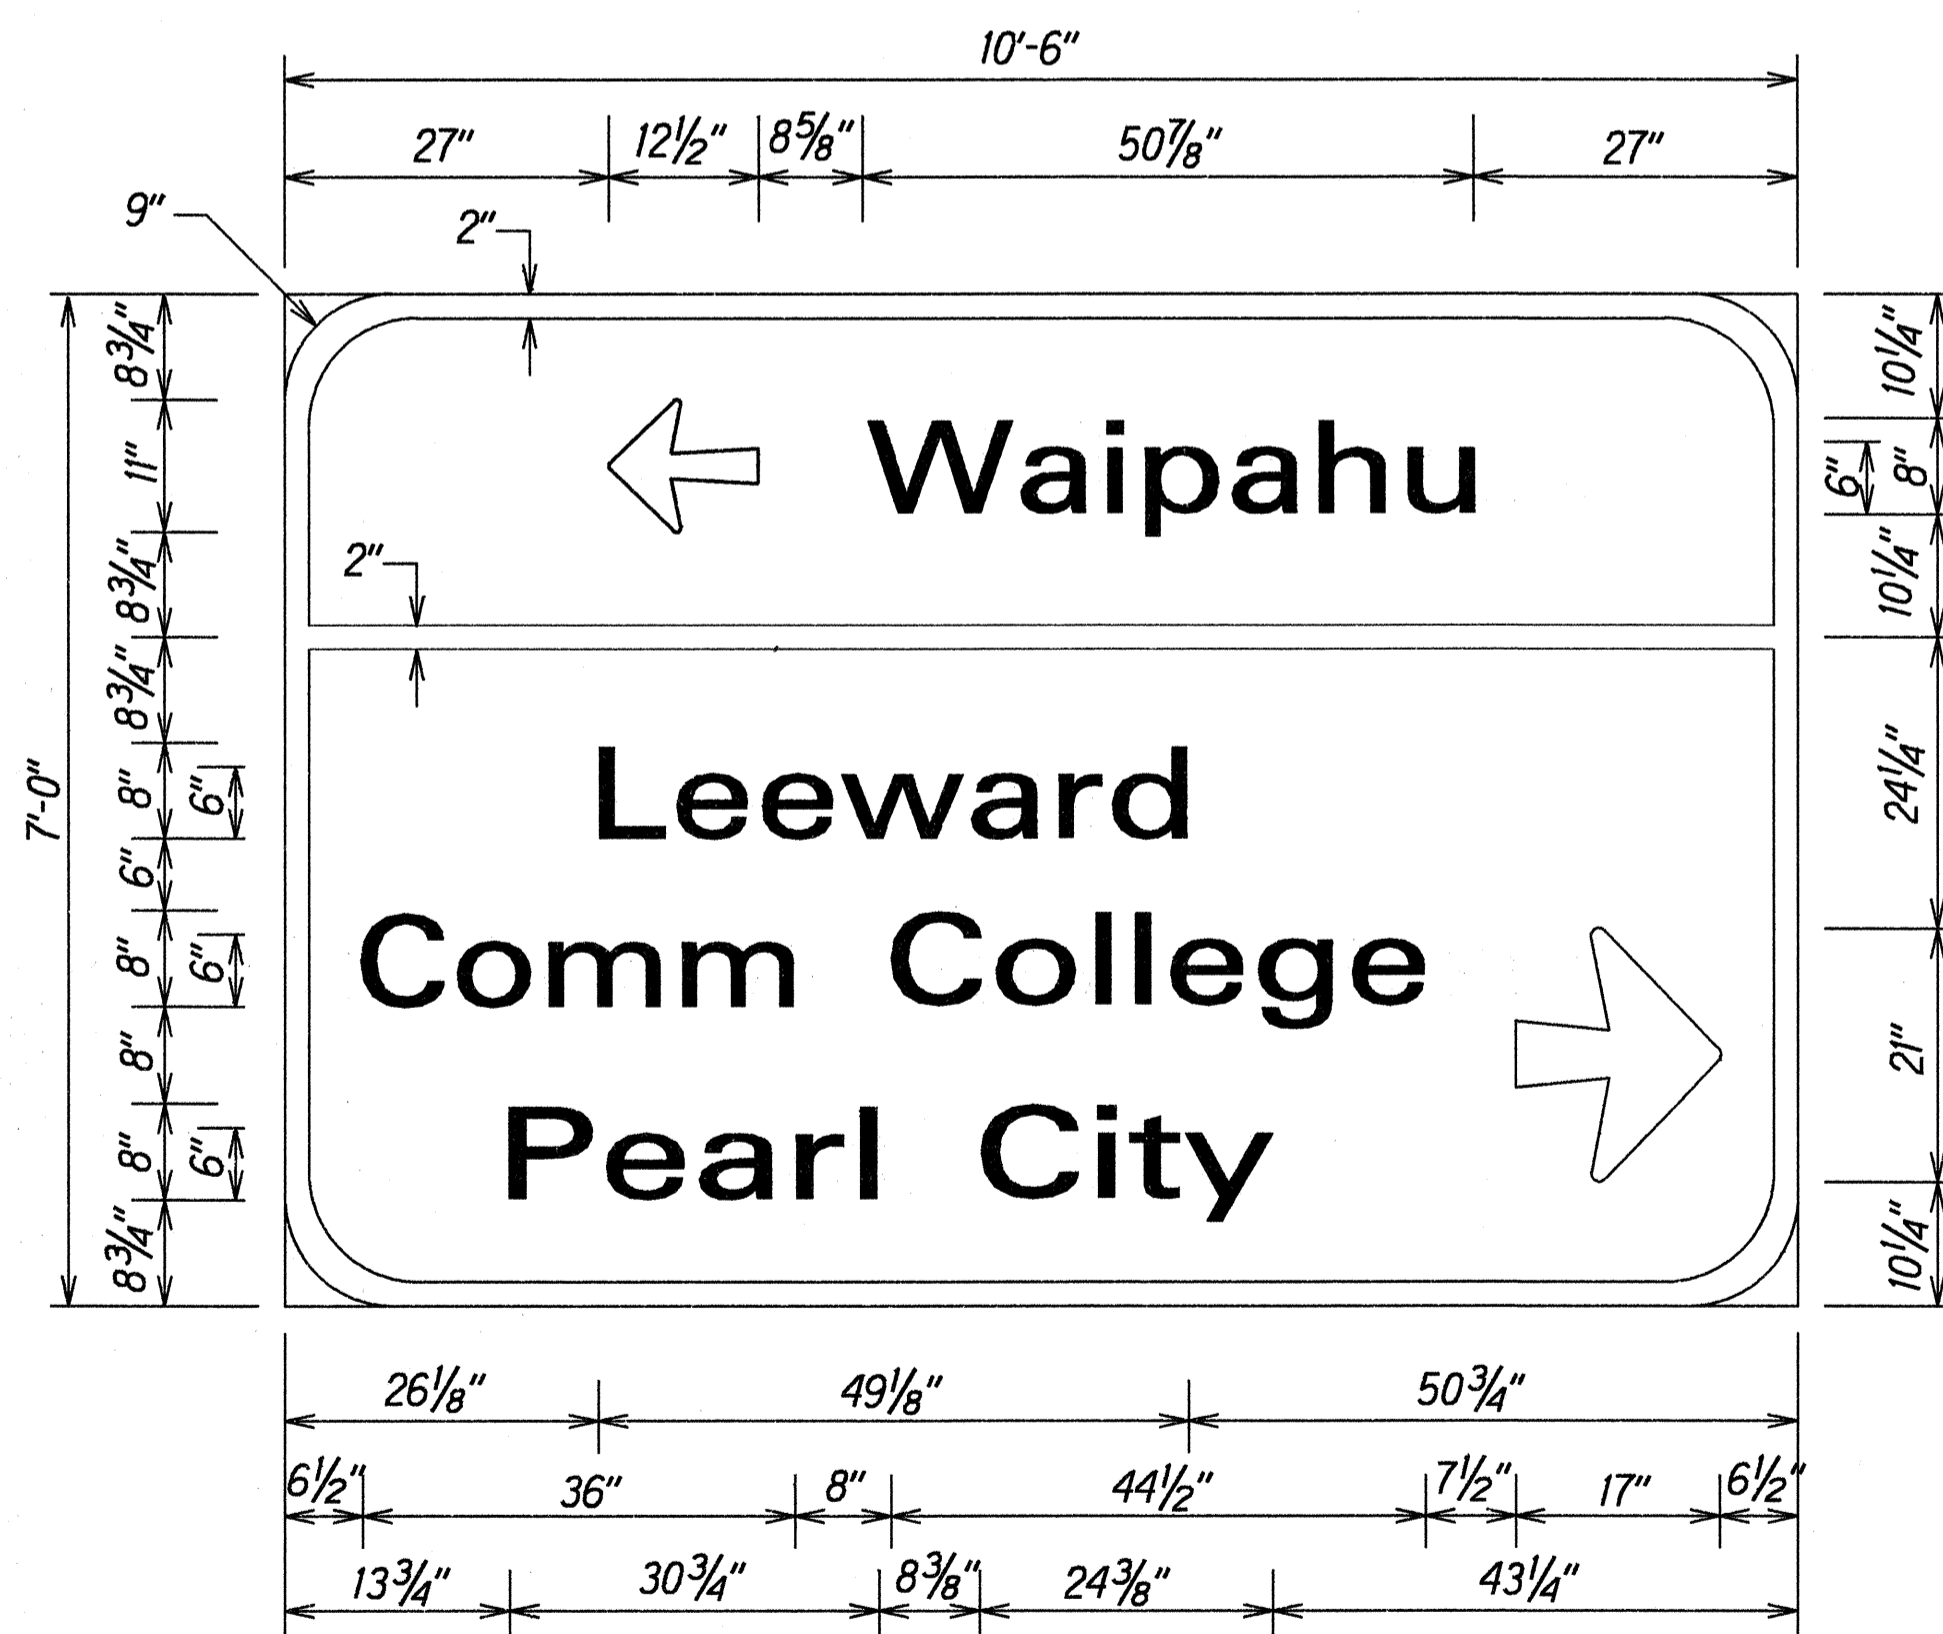 10'-6"
27" 12½" 8⅝" 50⅞" 27"
9" 2"
8¾" 11" 8¾" 8¾" 8" 6" 8" 8" 8" 8¾"
7'-0"
6" 6" 6"
Waipahu
2"
Leeward
Comm College
Pearl City
10¼" 8" 10¼" 24¼" 21" 10¼"
6"
26⅛" 49⅛" 50¾"
6½" 36" 8" 44½" 7½" 17" 6½"
13¾" 30¾" 8⅜" 24⅜" 43¼"